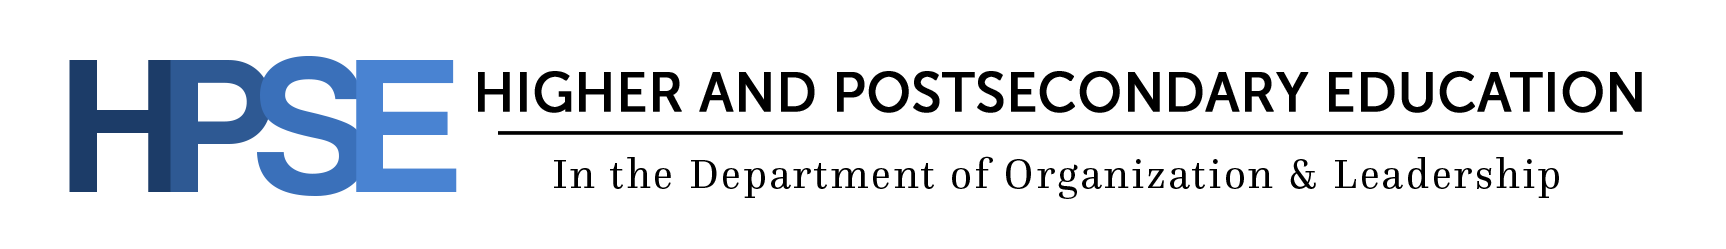 HPSE
HIGHER AND POSTSECONDARY EDUCATION
In the Department of Organization & Leadership